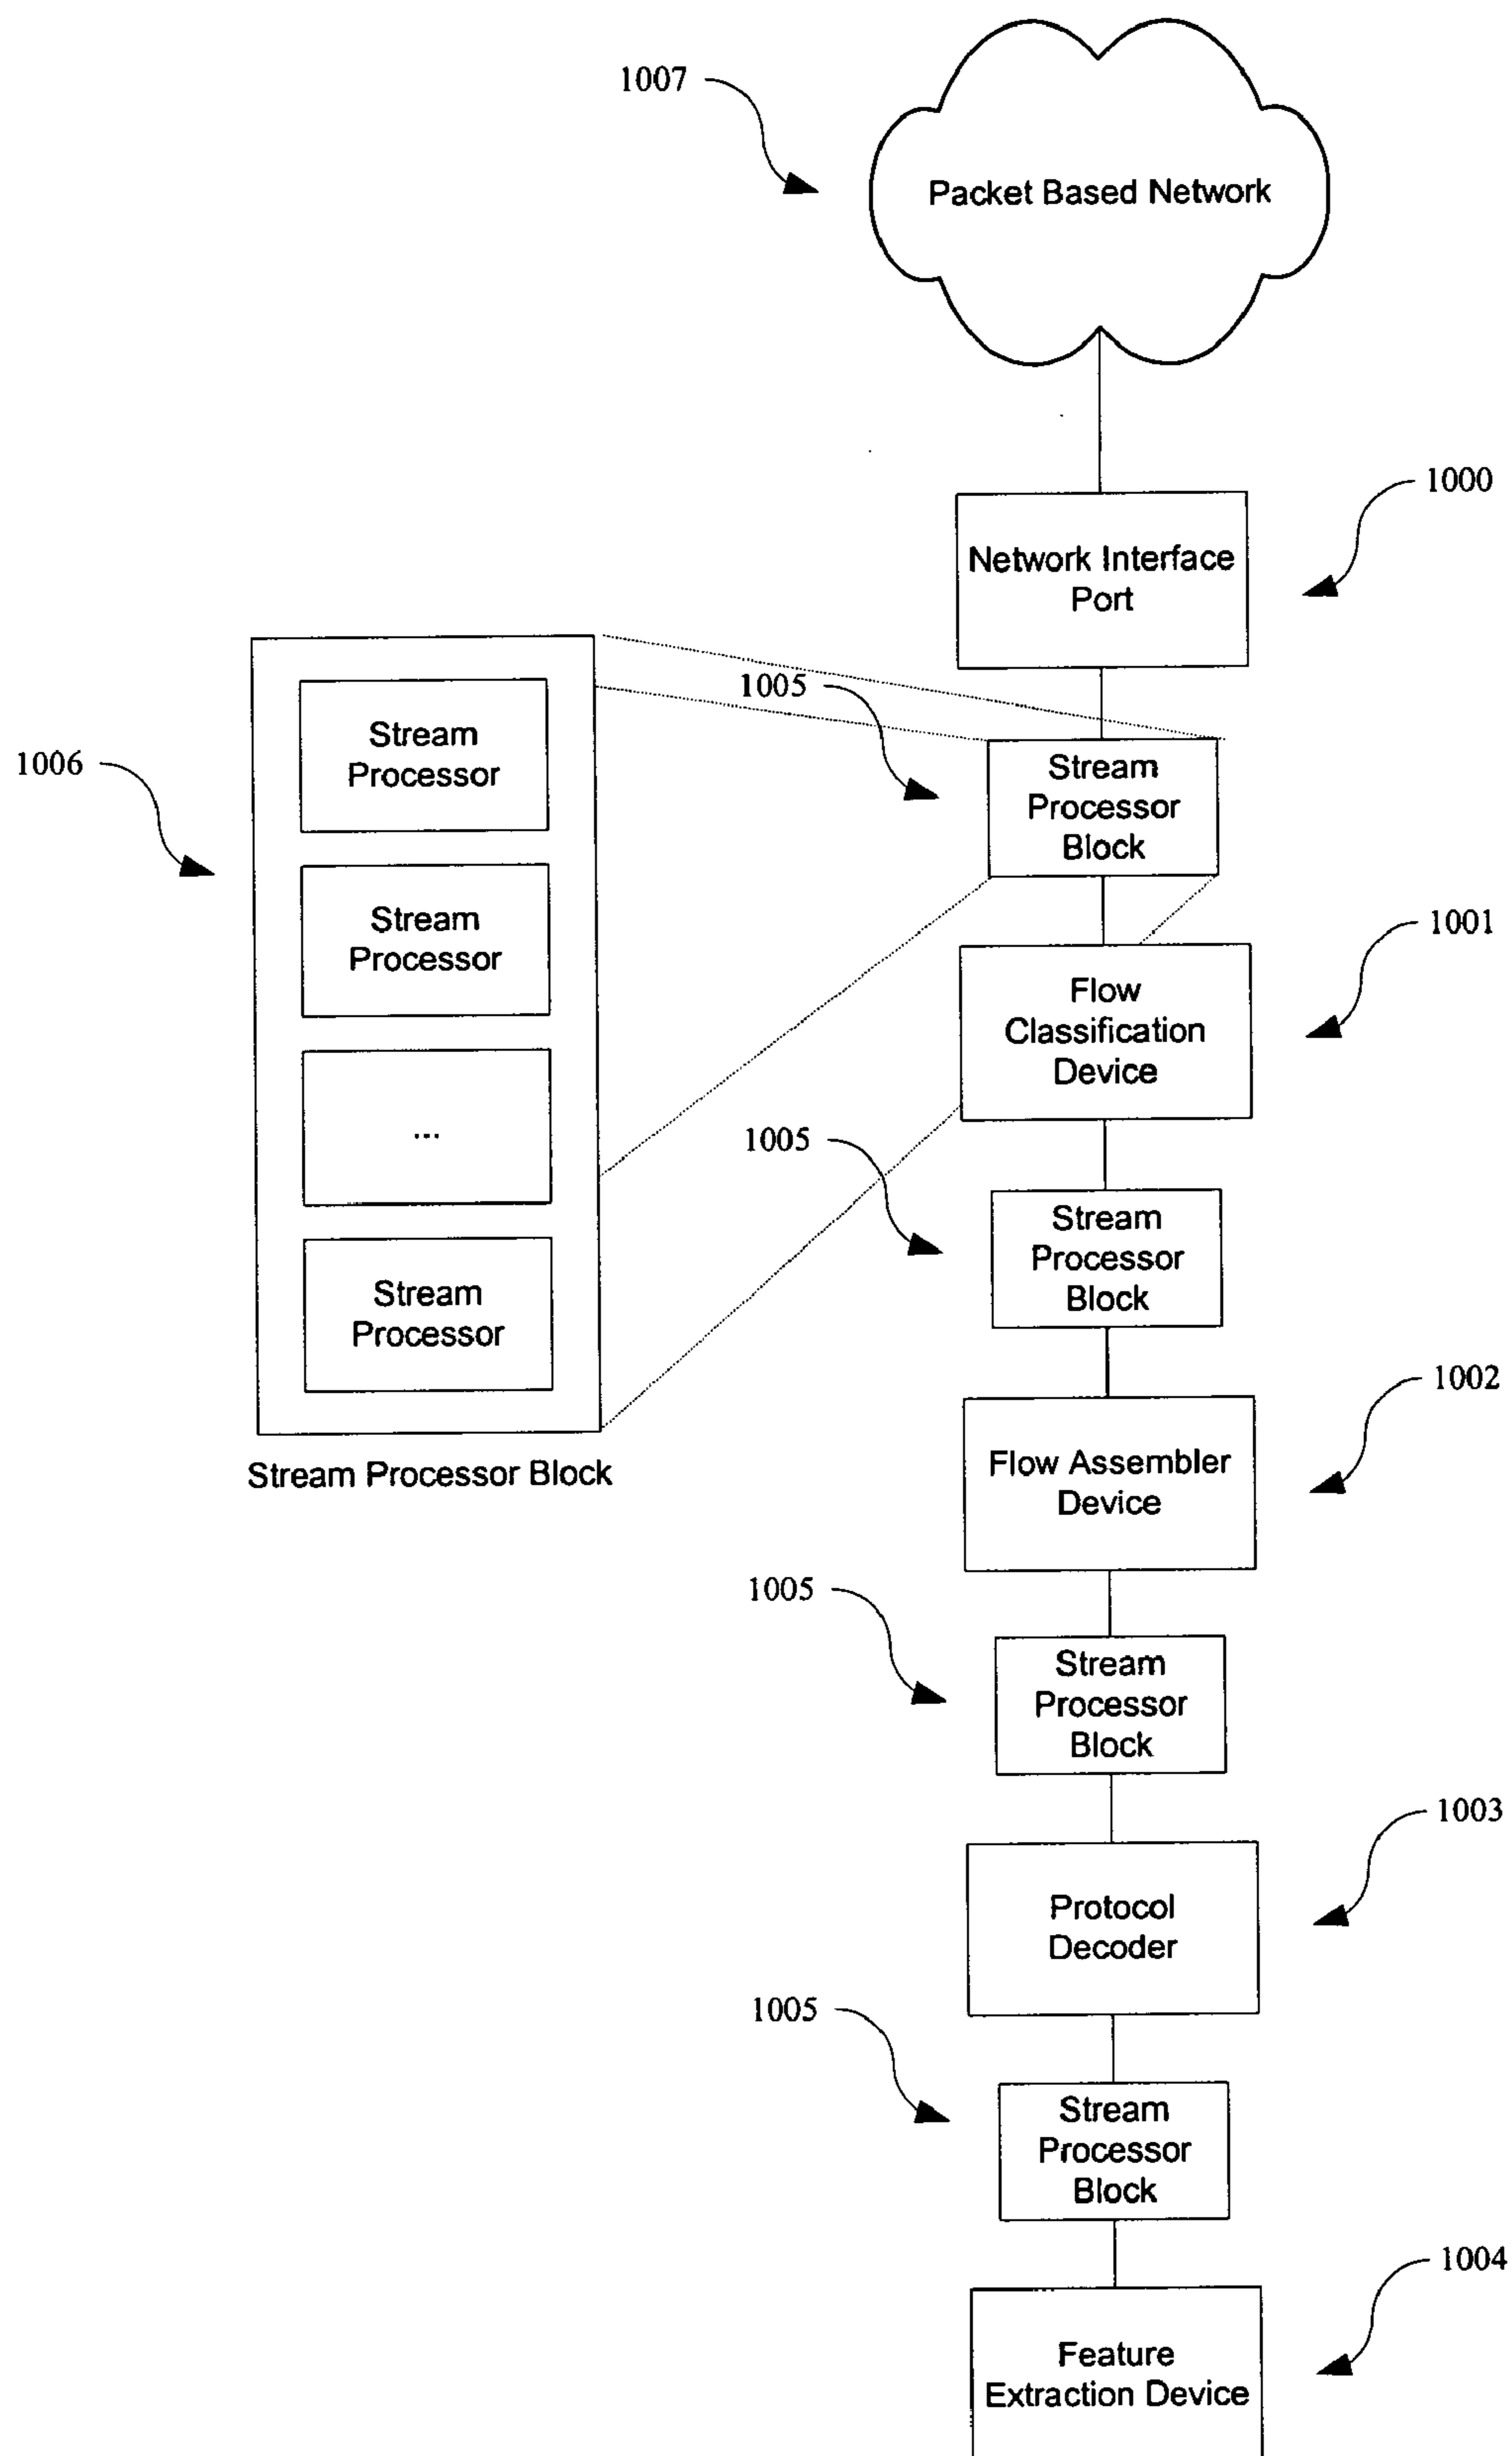 1007
Packet Based Network
1000
Network Interface
Port
1005
Stream
Processor
Block
1006
Stream
Processor
Stream
Processor
...
Stream
Processor
Stream Processor Block
1001
Flow
Classification
Device
1005
Stream
Processor
Block
1002
Flow Assembler
Device
1005
Stream
Processor
Block
1003
Protocol
Decoder
1005
Stream
Processor
Block
1004
Feature
Extraction Device